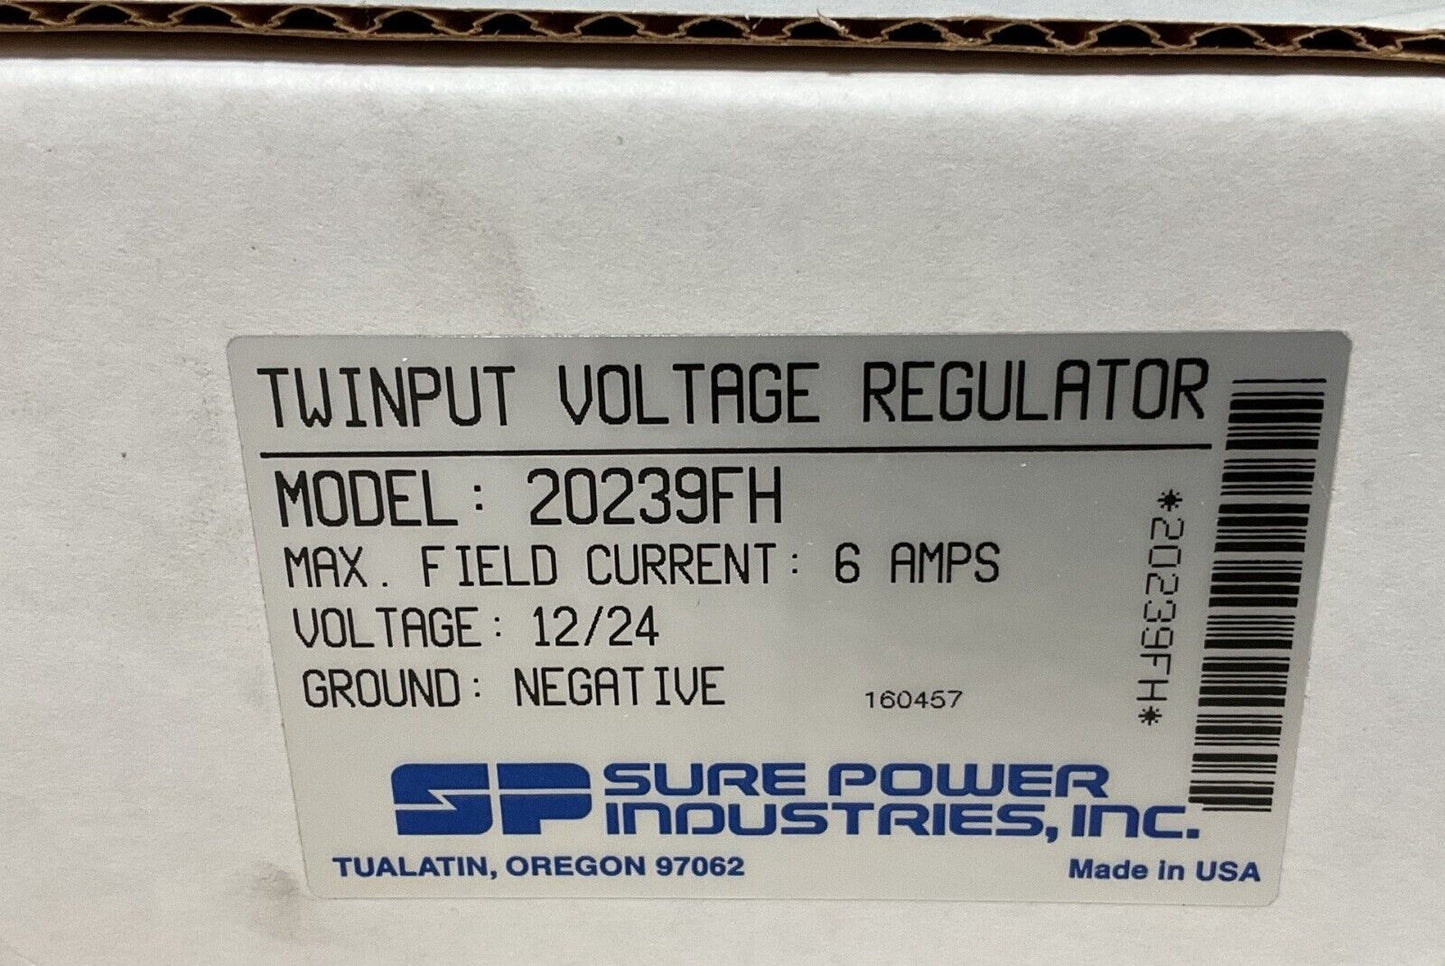 TWINPUT VOLTAGE REGULATOR
MODEL: 20239FH
MAX. FIELD CURRENT: 6 AMPS
VOLTAGE: 12/24
GROUND: NEGATIVE
160457
*20239FH*
SP SURE POWER
INDUSTRIES, INC.
TUALATIN, OREGON 97062
Made in USA